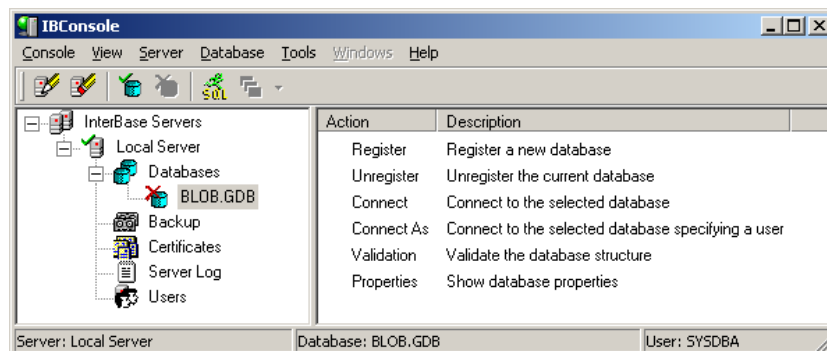 IBConsole
Console View Server Database Tools Windows Help
SQL
InterBase Servers
Local Server
Databases
BLOB.GDB
Backup
Certificates
Server Log
Users
Action Description
Register Register a new database
Unregister Unregister the current database
Connect Connect to the selected database
Connect As Connect to the selected database specifying a user
Validation Validate the database structure
Properties Show database properties
Server: Local Server Database: BLOB.GDB User: SYSDBA